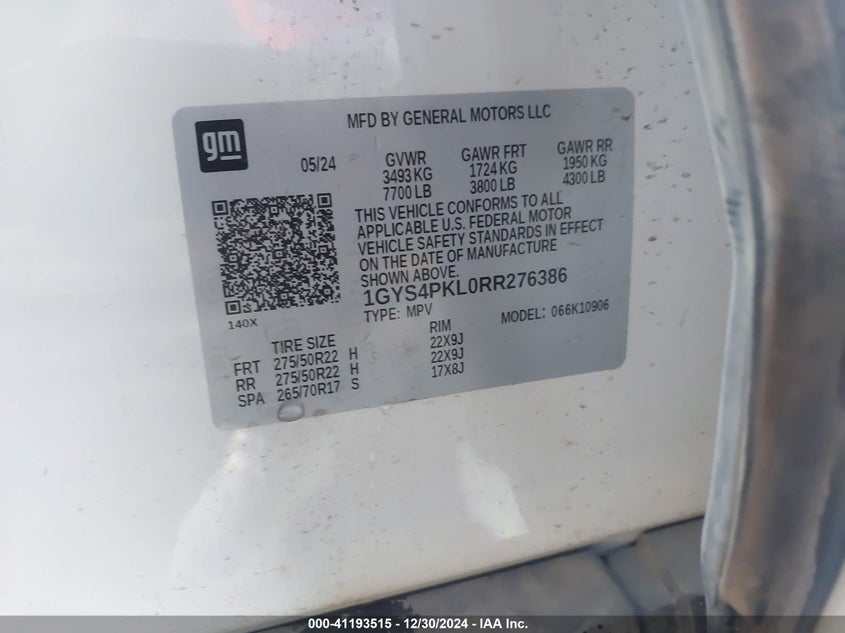 MFD BY GENERAL MOTORS LLC
gm
05/24 GVWR GAWR FRT GAWR RR
3493 KG 1724 KG 1950 KG
7700 LB 3800 LB 4300 LB
THIS VEHICLE CONFORMS TO ALL
APPLICABLE U.S. FEDERAL MOTOR
VEHICLE SAFETY STANDARDS IN EFFECT
ON THE DATE OF MANUFACTURE
SHOWN ABOVE.
1GYS4PKL0RR276386
140X
TYPE: MPV MODEL: 066K10906
TIRE SIZE RIM
FRT 275/50R22 H 22X9J
RR 275/50R22 H 22X9J
SPA 265/70R17 S 17X8J
000-41193515 - 12/30/2024 - IAA Inc.